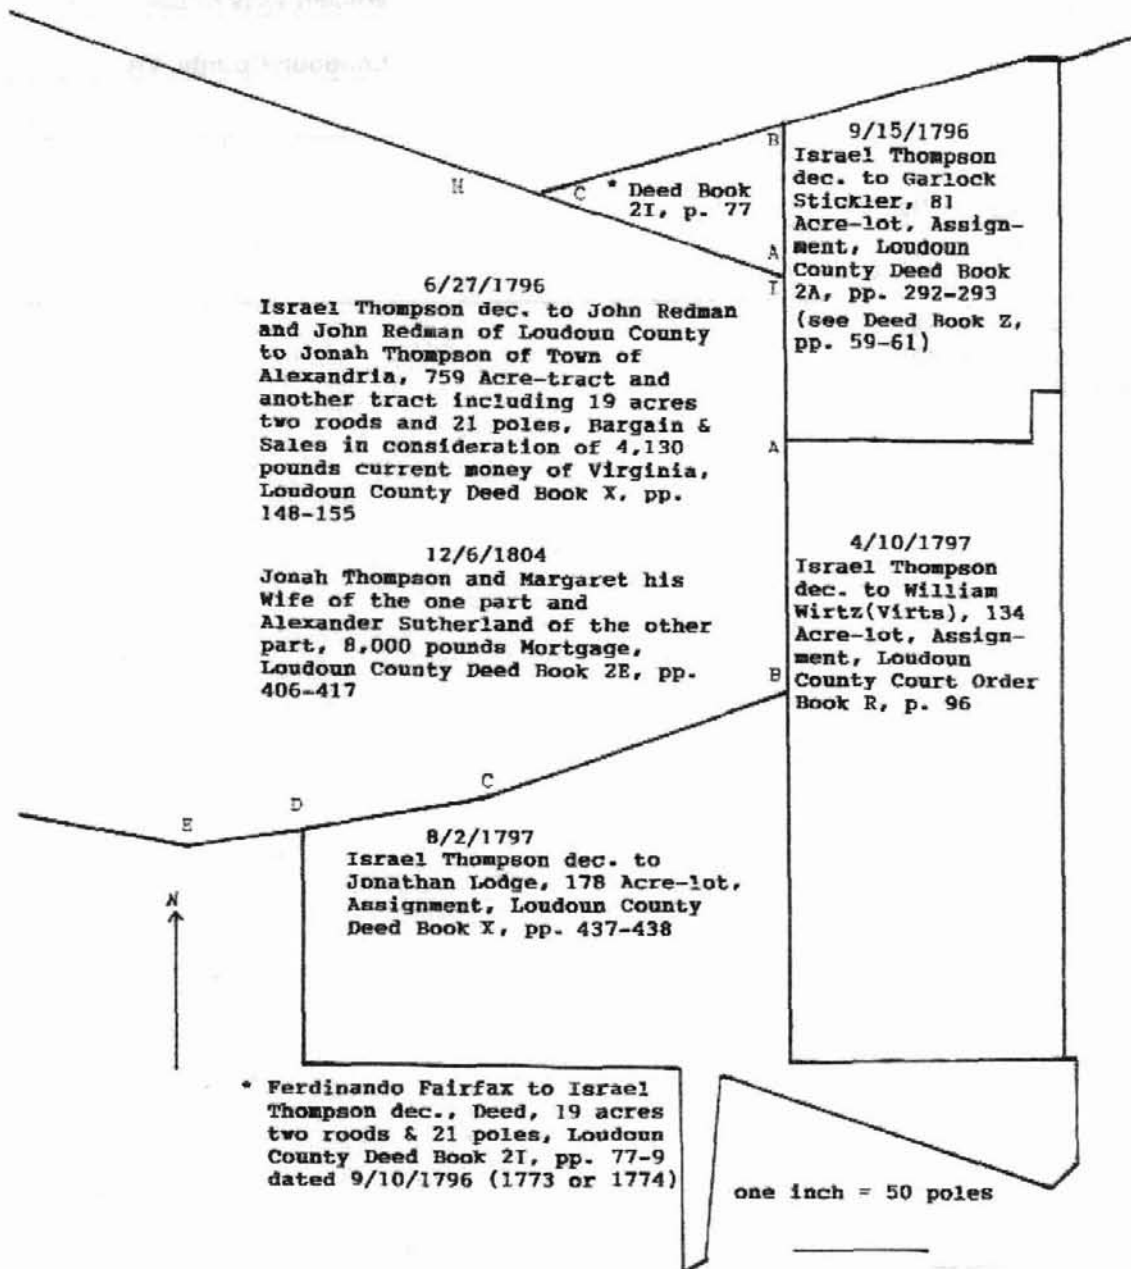 B
9/15/1796
Israel Thompson
dec. to Garlock
Stickler, 81
Acre-lot, Assign-
ment, Loudoun
County Deed Book
2A, pp. 292-293
(see Deed Book Z,
pp. 59-61)
H
C
* Deed Book
2I, p. 77
A
I
6/27/1796
Israel Thompson dec. to John Redman
and John Redman of Loudoun County
to Jonah Thompson of Town of
Alexandria, 759 Acre-tract and
another tract including 19 acres
two roods and 21 poles, Bargain &
Sales in consideration of 4,130
pounds current money of Virginia,
Loudoun County Deed Book X, pp.
148-155
A
12/6/1804
Jonah Thompson and Margaret his
Wife of the one part and
Alexander Sutherland of the other
part, 8,000 pounds Mortgage,
Loudoun County Deed Book 2E, pp.
406-417
4/10/1797
Israel Thompson
dec. to William
Wirtz(Virts), 134
Acre-lot, Assign-
ment, Loudoun
County Court Order
Book R, p. 96
B
C
D
E
8/2/1797
Israel Thompson dec. to
Jonathan Lodge, 178 Acre-lot,
Assignment, Loudoun County
Deed Book X, pp. 437-438
N
* Ferdinando Fairfax to Israel
Thompson dec., Deed, 19 acres
two roods & 21 poles, Loudoun
County Deed Book 2I, pp. 77-9
dated 9/10/1796 (1773 or 1774)
one inch = 50 poles